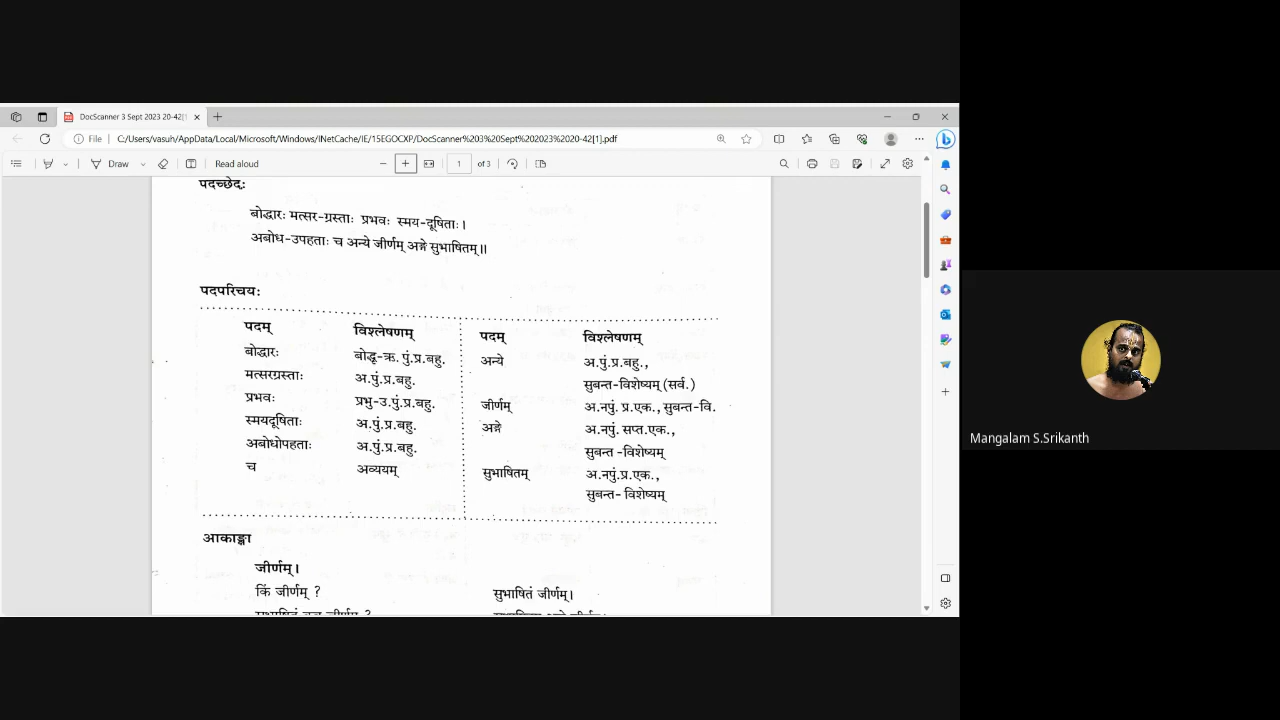 DocScanner 3 Sept 2023 20-42[1
File
C:/Users/vasuh/AppData/Local/Microsoft/Windows/INetCache/IE/15EGOCXP/DocScanner%203%20Sept%202023%2020-42[1].pdf
Draw
Read aloud
1 of 3
पदच्छेदः
बोद्धारः मत्सर-ग्रस्ताः प्रभवः स्मय-दूषिताः।
अबोध-उपहताः च अन्ये जीर्णम् अङ्गे सुभाषितम्॥
पदपरिचयः
पदम् विश्लेषणम्
बोद्धारः बोद्धृ-ऋ. पुं.प्र.बहु.
मत्सरग्रस्ताः अ.पुं.प्र.बहु.
प्रभवः प्रभु-उ.पुं.प्र.बहु.
स्मयदूषिताः अ.पुं.प्र.बहु.
अबोधोपहताः अ.पुं.प्र.बहु.
च अव्ययम्
पदम् विश्लेषणम्
अन्ये अ.पुं.प्र.बहु.,
सुबन्त-विशेष्यम् (सर्व.)
जीर्णम् अ.नपुं. प्र.एक., सुबन्त-वि.
अङ्गे अ.नपुं. सप्त.एक.,
सुबन्त -विशेष्यम्
सुभाषितम् अ.नपुं.प्र.एक.,
सुबन्त- विशेष्यम्
आकाङ्क्षा
जीर्णम्।
किं जीर्णम् ? सुभाषितं जीर्णम्।
Mangalam S.Srikanth